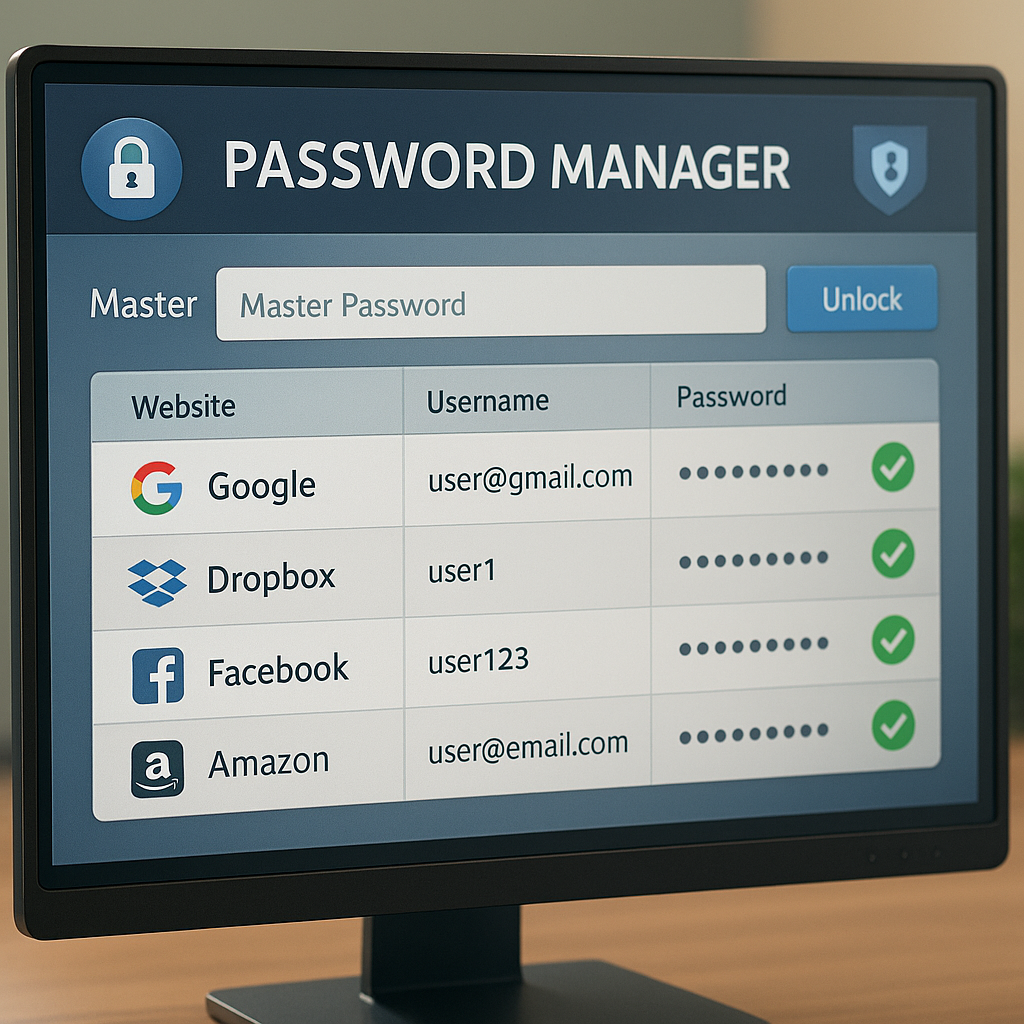 PASSWORD MANAGER
Master Master Password Unlock
Website Username Password
Google user@gmail.com •••••••••
Dropbox user1 •••••••••
Facebook user123 •••••••••
Amazon user@email.com •••••••••